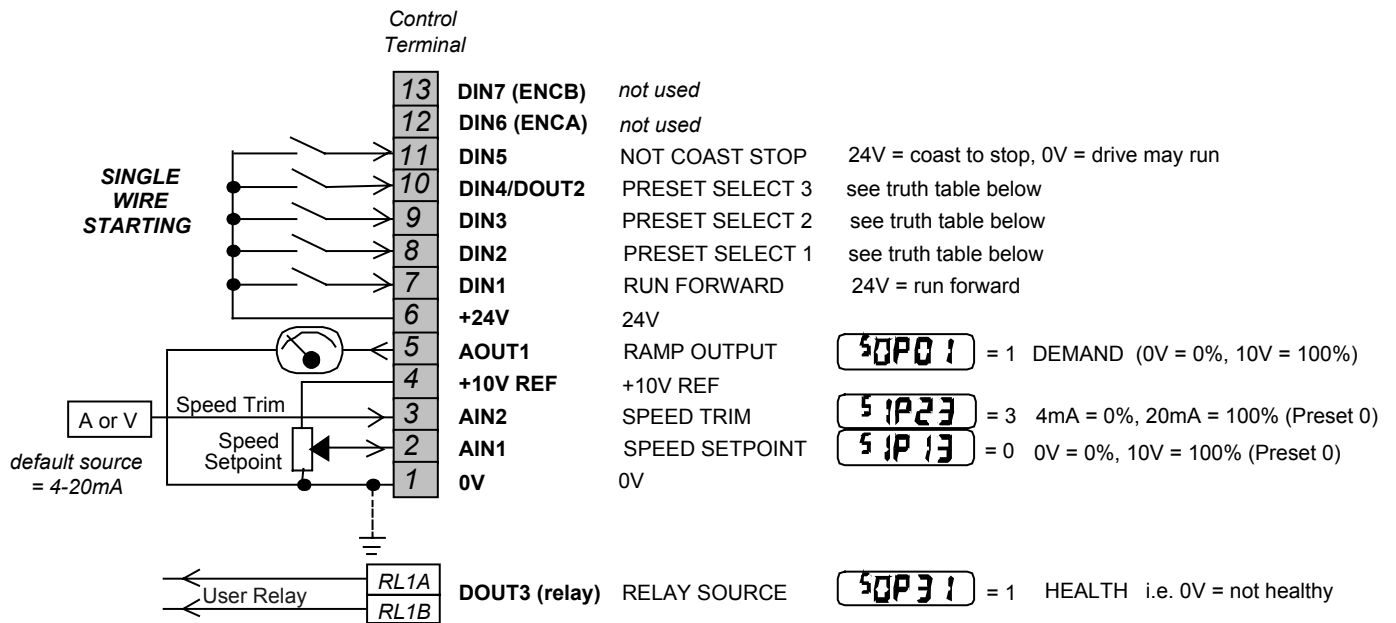 Control
Terminal
13 DIN7 (ENCB) not used
12 DIN6 (ENCA) not used
11 DIN5 NOT COAST STOP 24V = coast to stop, 0V = drive may run
SINGLE
WIRE
STARTING
10 DIN4/DOUT2 PRESET SELECT 3 see truth table below
9 DIN3 PRESET SELECT 2 see truth table below
8 DIN2 PRESET SELECT 1 see truth table below
7 DIN1 RUN FORWARD 24V = run forward
6 +24V 24V
5 AOUT1 RAMP OUTPUT SOP01 = 1 DEMAND (0V = 0%, 10V = 100%)
4 +10V REF +10V REF
A or V Speed Trim 3 AIN2 SPEED TRIM SIP23 = 3 4mA = 0%, 20mA = 100% (Preset 0)
default source
= 4-20mA
Speed
Setpoint
2 AIN1 SPEED SETPOINT SIP13 = 0 0V = 0%, 10V = 100% (Preset 0)
1 0V 0V
User Relay
RL1A
RL1B
DOUT3 (relay) RELAY SOURCE SOP31 = 1 HEALTH i.e. 0V = not healthy